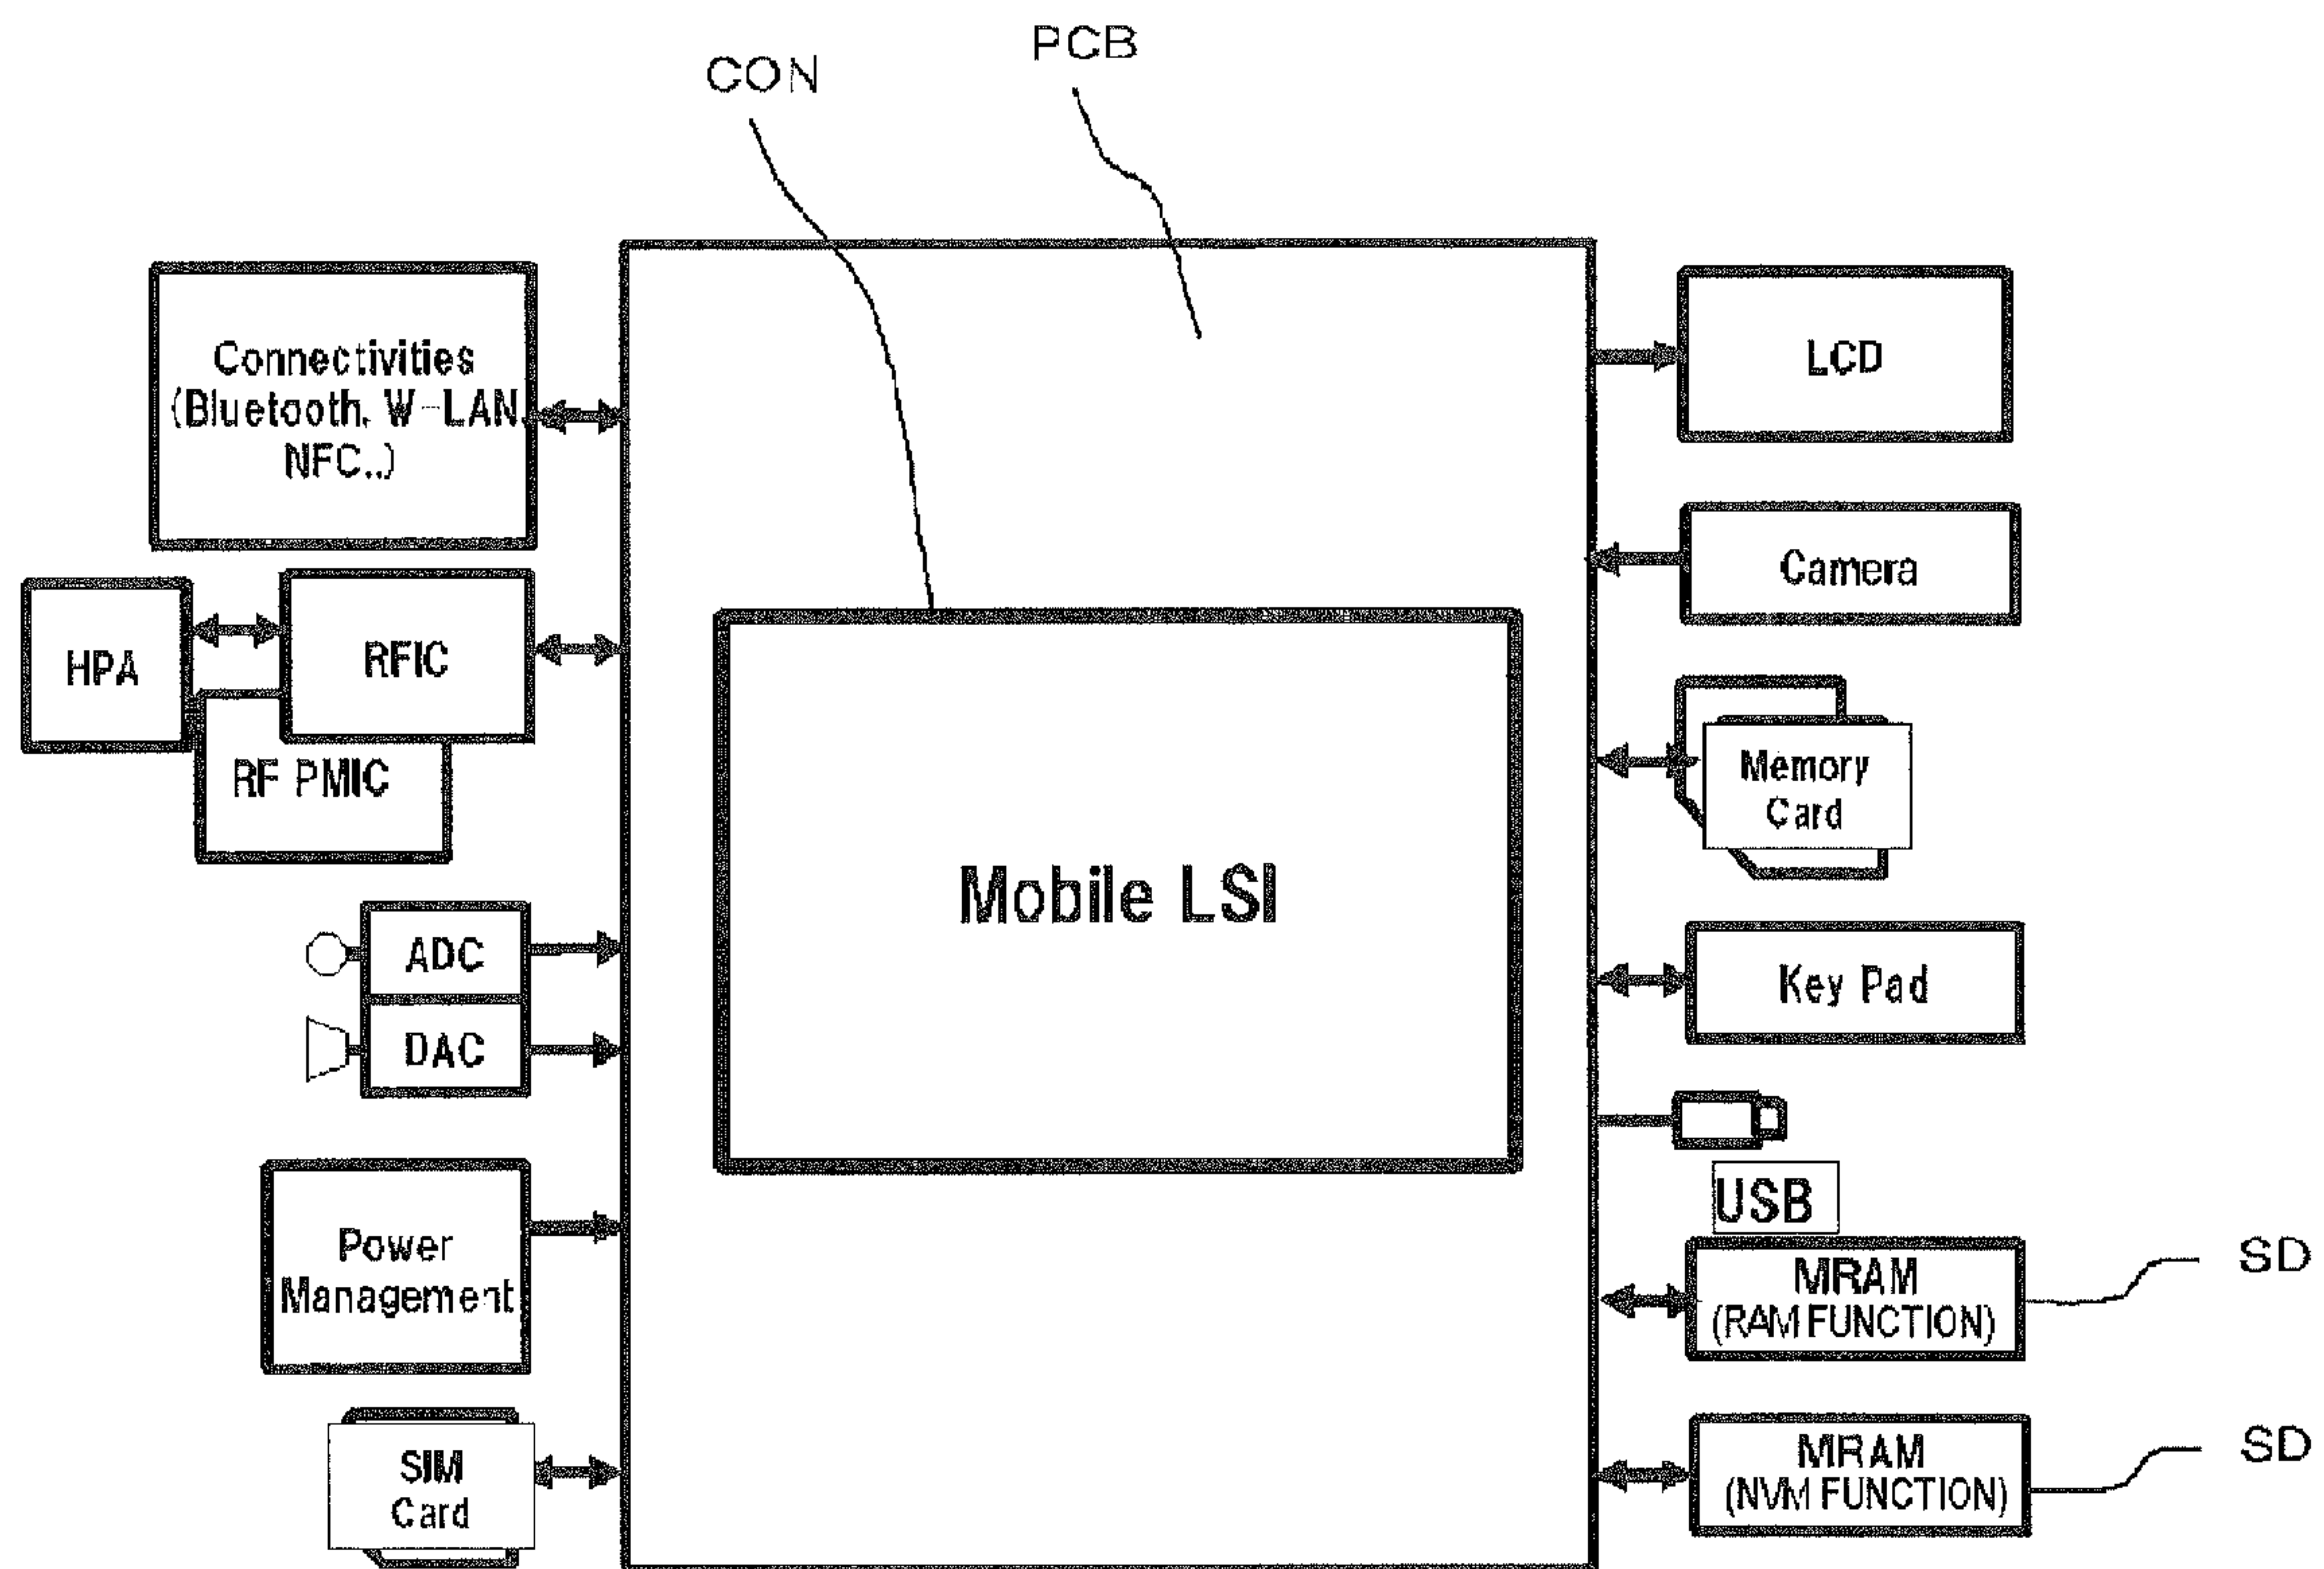 PCB
CON
Connectivities
(Bluetooth, W-LAN
NFC..)
HPA
RFIC
RF PMIC
ADC
DAC
Power
Management
SIM
Card
Mobile LSI
LCD
Camera
Memory
Card
Key Pad
USB
MRAM
(RAM FUNCTION)
SD
MRAM
(NVM FUNCTION)
SD